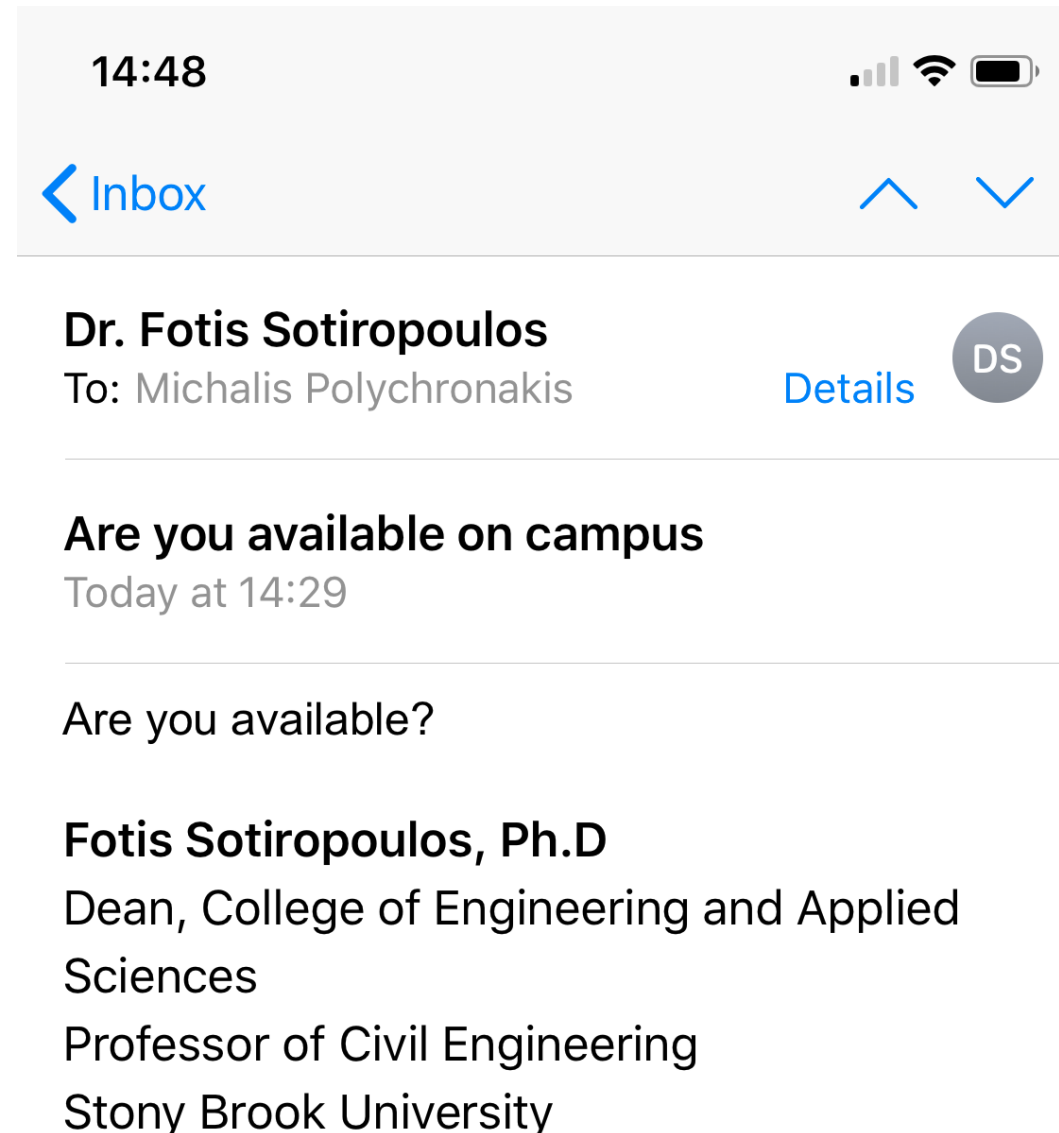 14:48
Inbox
Dr. Fotis Sotiropoulos
DS
To: Michalis Polychronakis
Details
Are you available on campus
Today at 14:29
Are you available?
Fotis Sotiropoulos, Ph.D
Dean, College of Engineering and Applied
Sciences
Professor of Civil Engineering
Stony Brook University